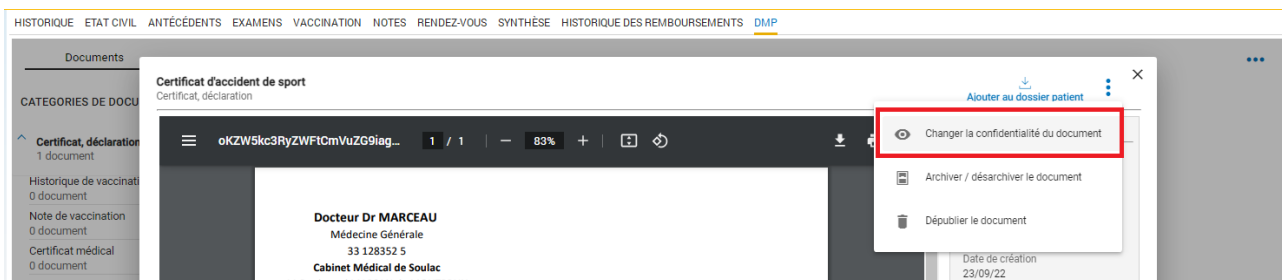 HISTORIQUE ETAT CIVIL ANTÉCÉDENTS EXAMENS VACCINATION NOTES RENDEZ-VOUS SYNTHÈSE HISTORIQUE DES REMBOURSEMENTS DMP
Documents
CATEGORIES DE DOCU
Certificat, déclaration
1 document
Historique de vaccinati
0 document
Note de vaccination
0 document
Certificat médical
0 document
Certificat d'accident de sport
Certificat, déclaration
Ajouter au dossier patient
oKZW5kc3RyZWFtCmVuZG9iag... 1 / 1 83%
Docteur Dr MARCEAU
Médecine Générale
33 128352 5
Cabinet Médical de Soulac
Changer la confidentialité du document
Archiver / désarchiver le document
Dépublier le document
Date de création
23/09/22